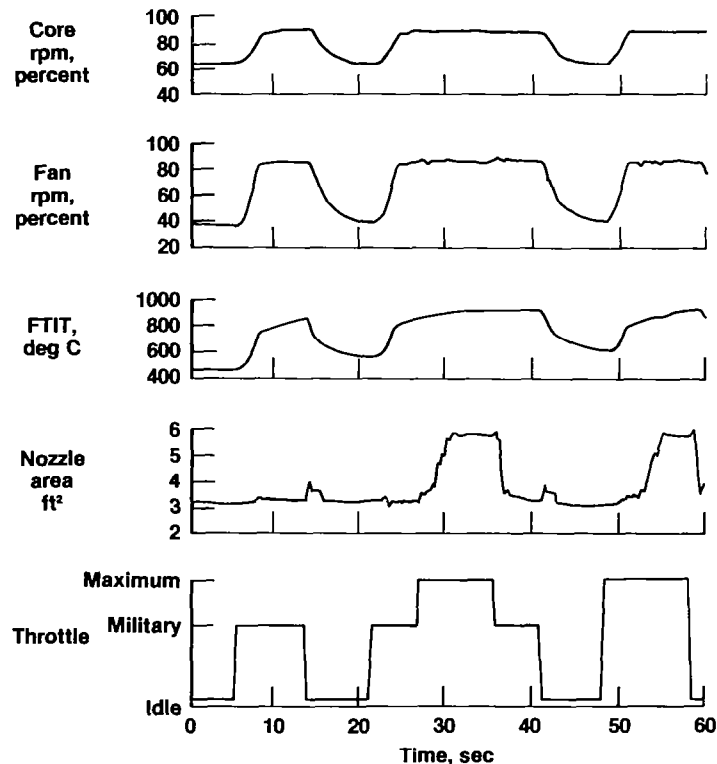 Core
rpm,
percent
100
80
60
40
Fan
rpm,
percent
100
80
60
40
20
FTIT,
deg C
1000
800
600
400
Nozzle
area
ft²
6
5
4
3
2
Throttle
Maximum
Military
Idle
0 10 20 30 40 50 60
Time, sec